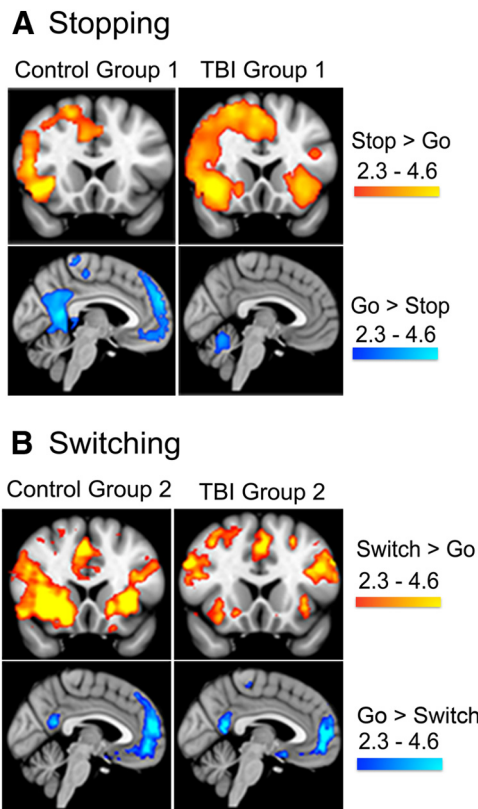 A Stopping
Control Group 1 TBI Group 1
Stop > Go
2.3 - 4.6
Go > Stop
2.3 - 4.6
B Switching
Control Group 2 TBI Group 2
Switch > Go
2.3 - 4.6
Go > Switch
2.3 - 4.6